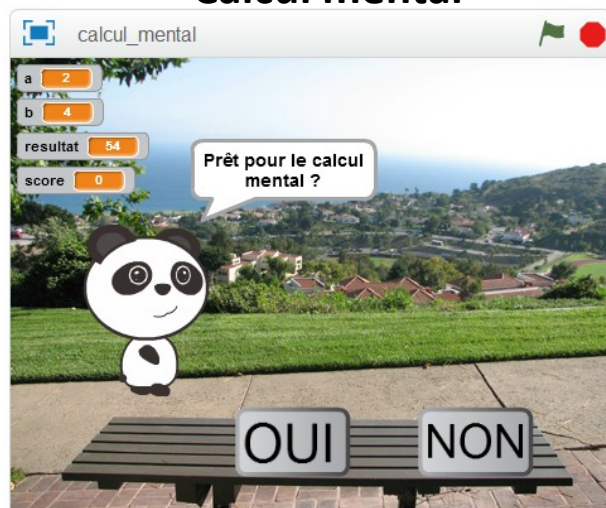 Calcul mental
calcul_mental
a 2
b 4
resultat 54
score 0
Prêt pour le calcul
mental ?
OUI NON